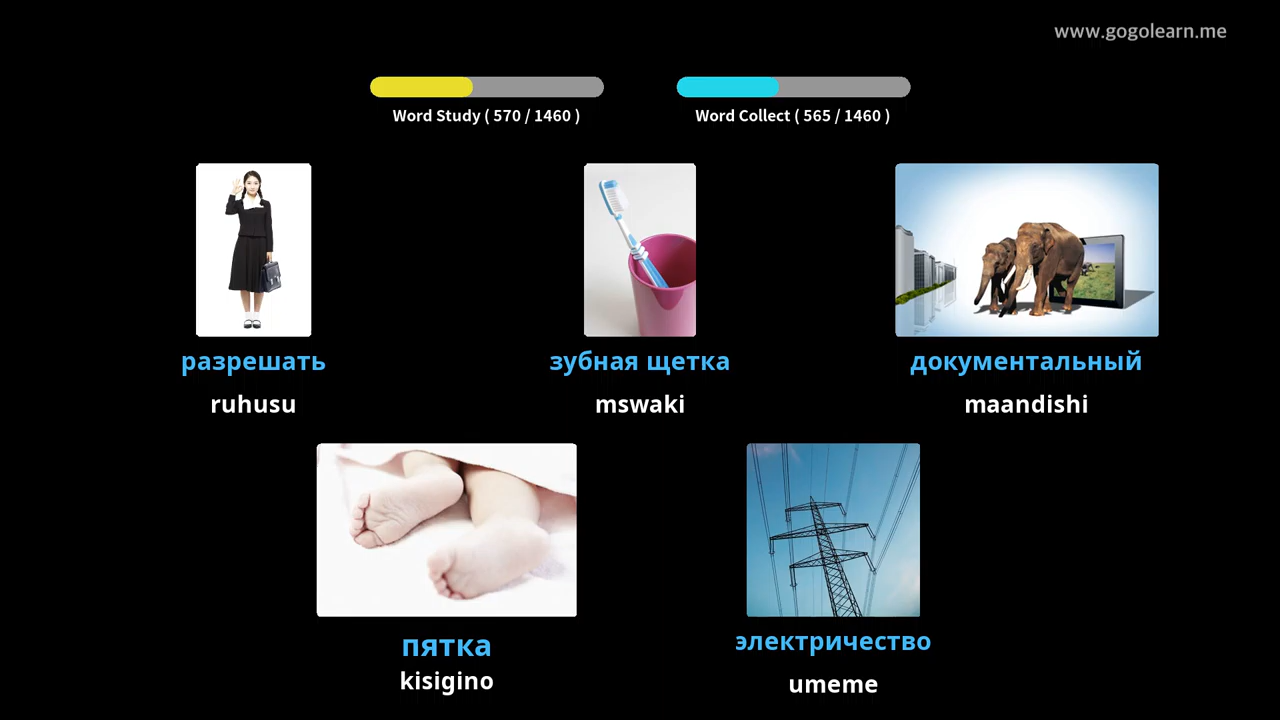 www.gogolearn.me
Word Study ( 570 / 1460 )
Word Collect ( 565 / 1460 )
разрешать
ruhusu
зубная щетка
mswaki
документальный
maandishi
пятка
kisigino
электричество
umeme